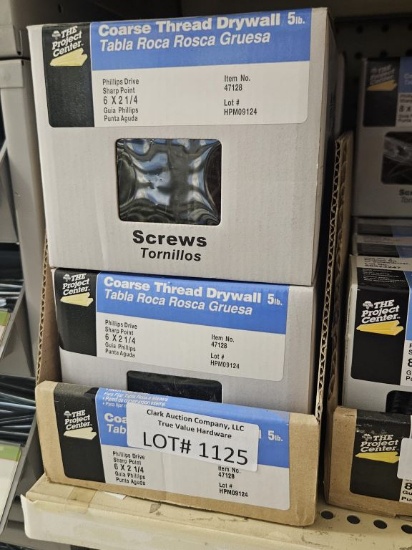 THE
Project
Center.
Coarse Thread Drywall 5lb.
Tabla Roca Rosca Gruesa
Phillips Drive
Sharp Point
6 X 2 1/4
Guia Phillips
Punta Aguda
Item No.
47128
Lot #
HPM09124
Screws
Tornillos
THE
Project
Center.
Coarse Thread Drywall 5lb.
Tabla Roca Rosca Gruesa
Phillips Drive
Sharp Point
6 X 2 1/4
Guia Phillips
Punta Aguda
Item No.
47128
Lot #
HPM09124
THE
Project
Center.
5lb.
Clark Auction Company, LLC
True Value Hardware
LOT# 1125
Phillips Drive
Sharp Point
6 X 2 1/4
Guia Phillips
Punta Aguda
Item No.
47128
Lot #
HPM09124
THE
Project
Center.
THE
Project
Center.